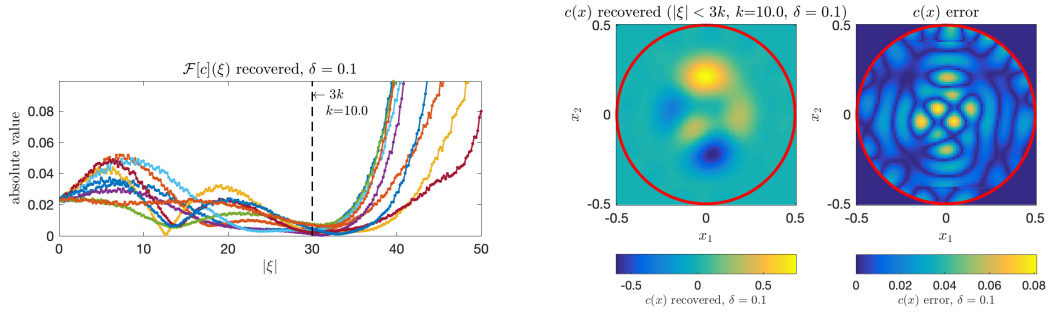 F[c](ξ) recovered, δ = 0.1
absolute value
0.08
0.06
0.04
0.02
0
← 3k
k=10.0
0 10 20 30 40 50
|ξ|
c(x) recovered (|ξ| < 3k, k=10.0, δ = 0.1)
x₂
0.5
0
-0.5
-0.5 0 0.5
x₁
-0.5 0 0.5
c(x) recovered, δ = 0.1
c(x) error
x₂
0.5
0
-0.5
-0.5 0 0.5
x₁
0 0.02 0.04 0.06 0.08
c(x) error, δ = 0.1